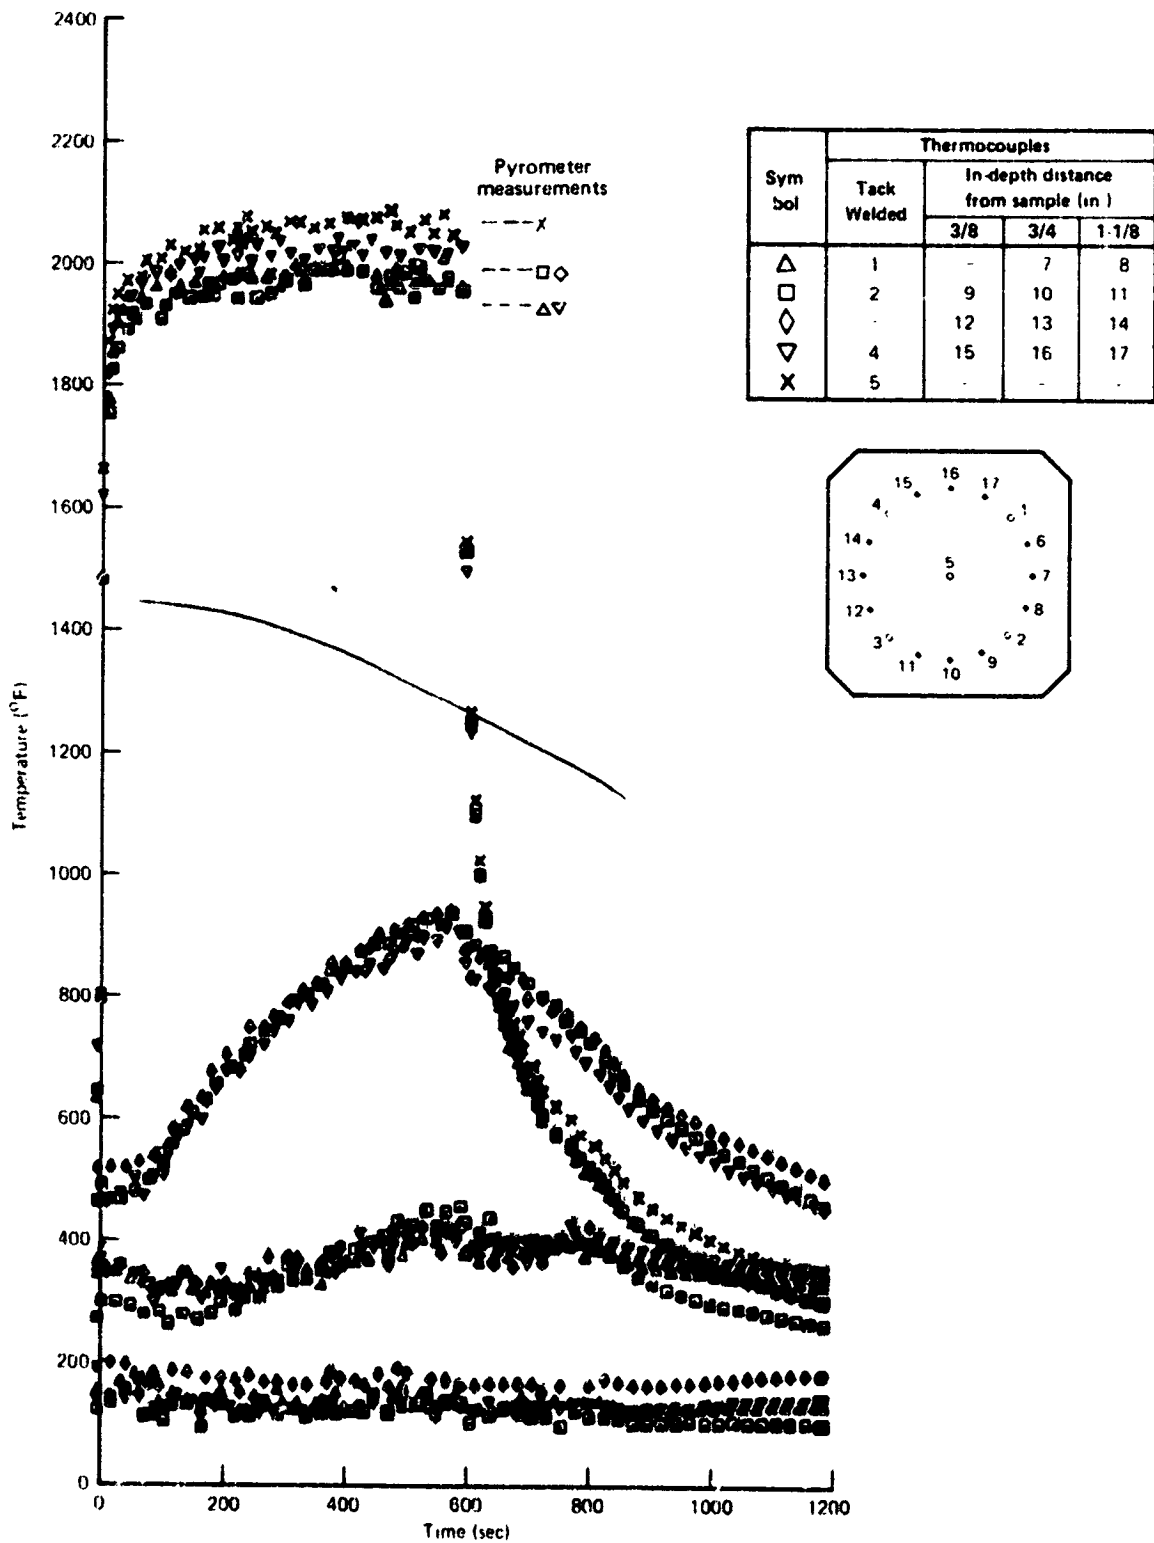 2400
2200
2000
1800
1600
1400
1200
1000
800
600
400
200
0
Temperature (°F)
0 200 400 600 800 1000 1200
Time (sec)
Pyrometer
measurements
Sym
bol
Thermocouples
Tack
Welded
In-depth distance
from sample (in )
3/8 3/4 1-1/8
△ 1 - 7 8
□ 2 9 10 11
◊ - 12 13 14
▽ 4 15 16 17
X 5 - - -
16
15 17
4 1
14 6
5
13 7
12 8
3 2
11 9
10